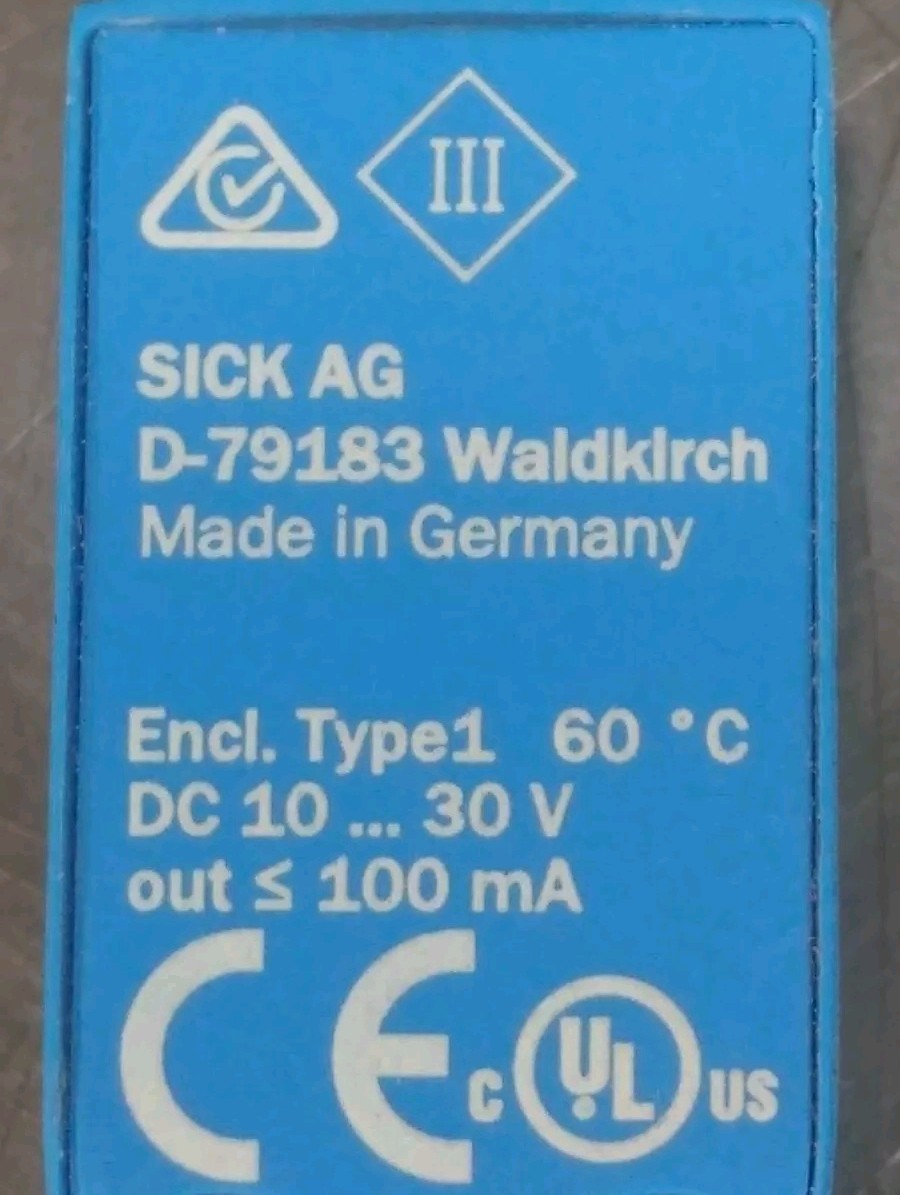 III
SICK AG
D-79183 Waldkirch
Made in Germany
Encl. Type1 60 °C
DC 10 ... 30 V
out ≤ 100 mA
CE c UL US